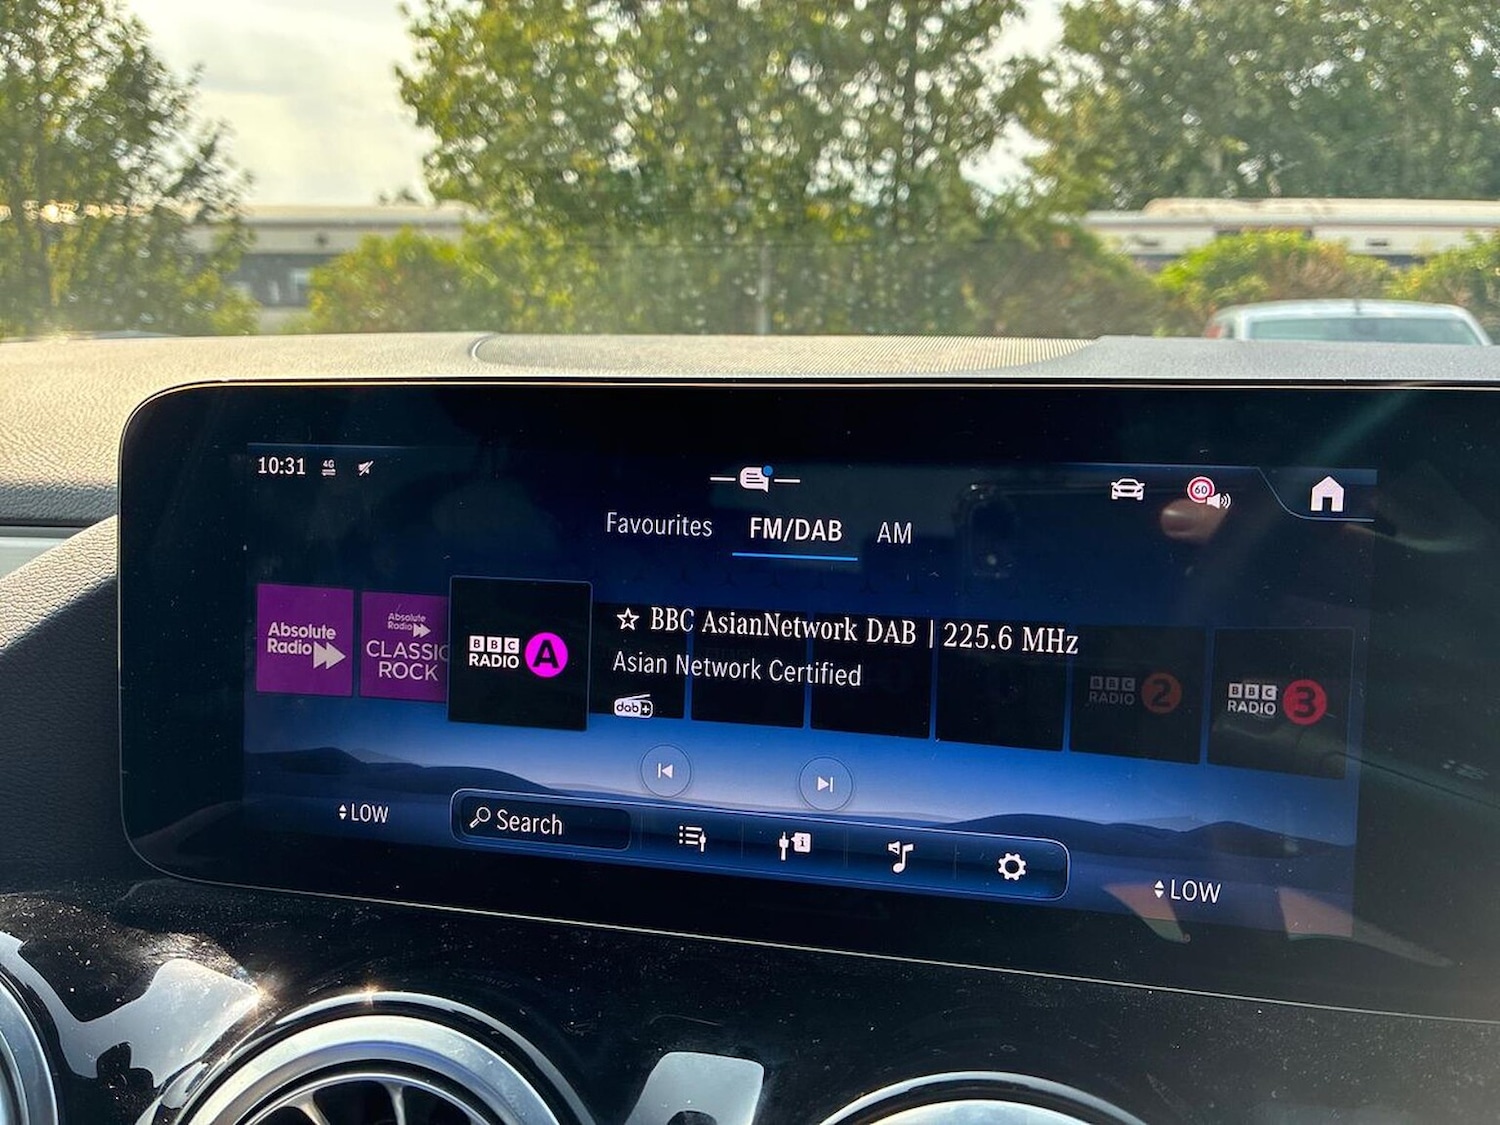 10:31 4G
60
Favourites FM/DAB AM
Absolute
Radio
Absolute
Radio
CLASSIC
ROCK
BBC
RADIO A
BBC AsianNetwork DAB | 225.6 MHz
Asian Network Certified
dab+
BBC
RADIO 2
BBC
RADIO 3
LOW
Search
i
LOW